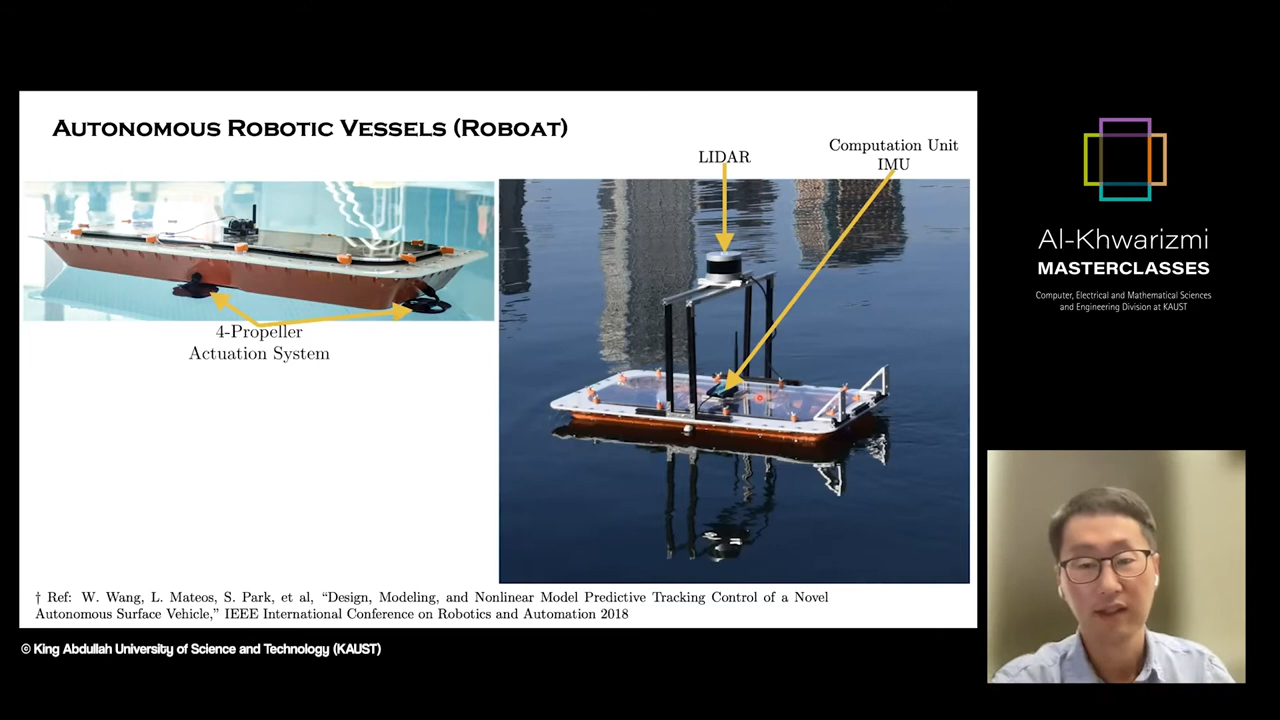 AUTONOMOUS ROBOTIC VESSELS (ROBOAT)
LIDAR
Computation Unit
IMU
4-Propeller
Actuation System
† Ref: W. Wang, L. Mateos, S. Park, et al, “Design, Modeling, and Nonlinear Model Predictive Tracking Control of a Novel
Autonomous Surface Vehicle,” IEEE International Conference on Robotics and Automation 2018
© King Abdullah University of Science and Technology (KAUST)
Al-Khwarizmi
MASTERCLASSES
Computer, Electrical and Mathematical Sciences
and Engineering Division at KAUST